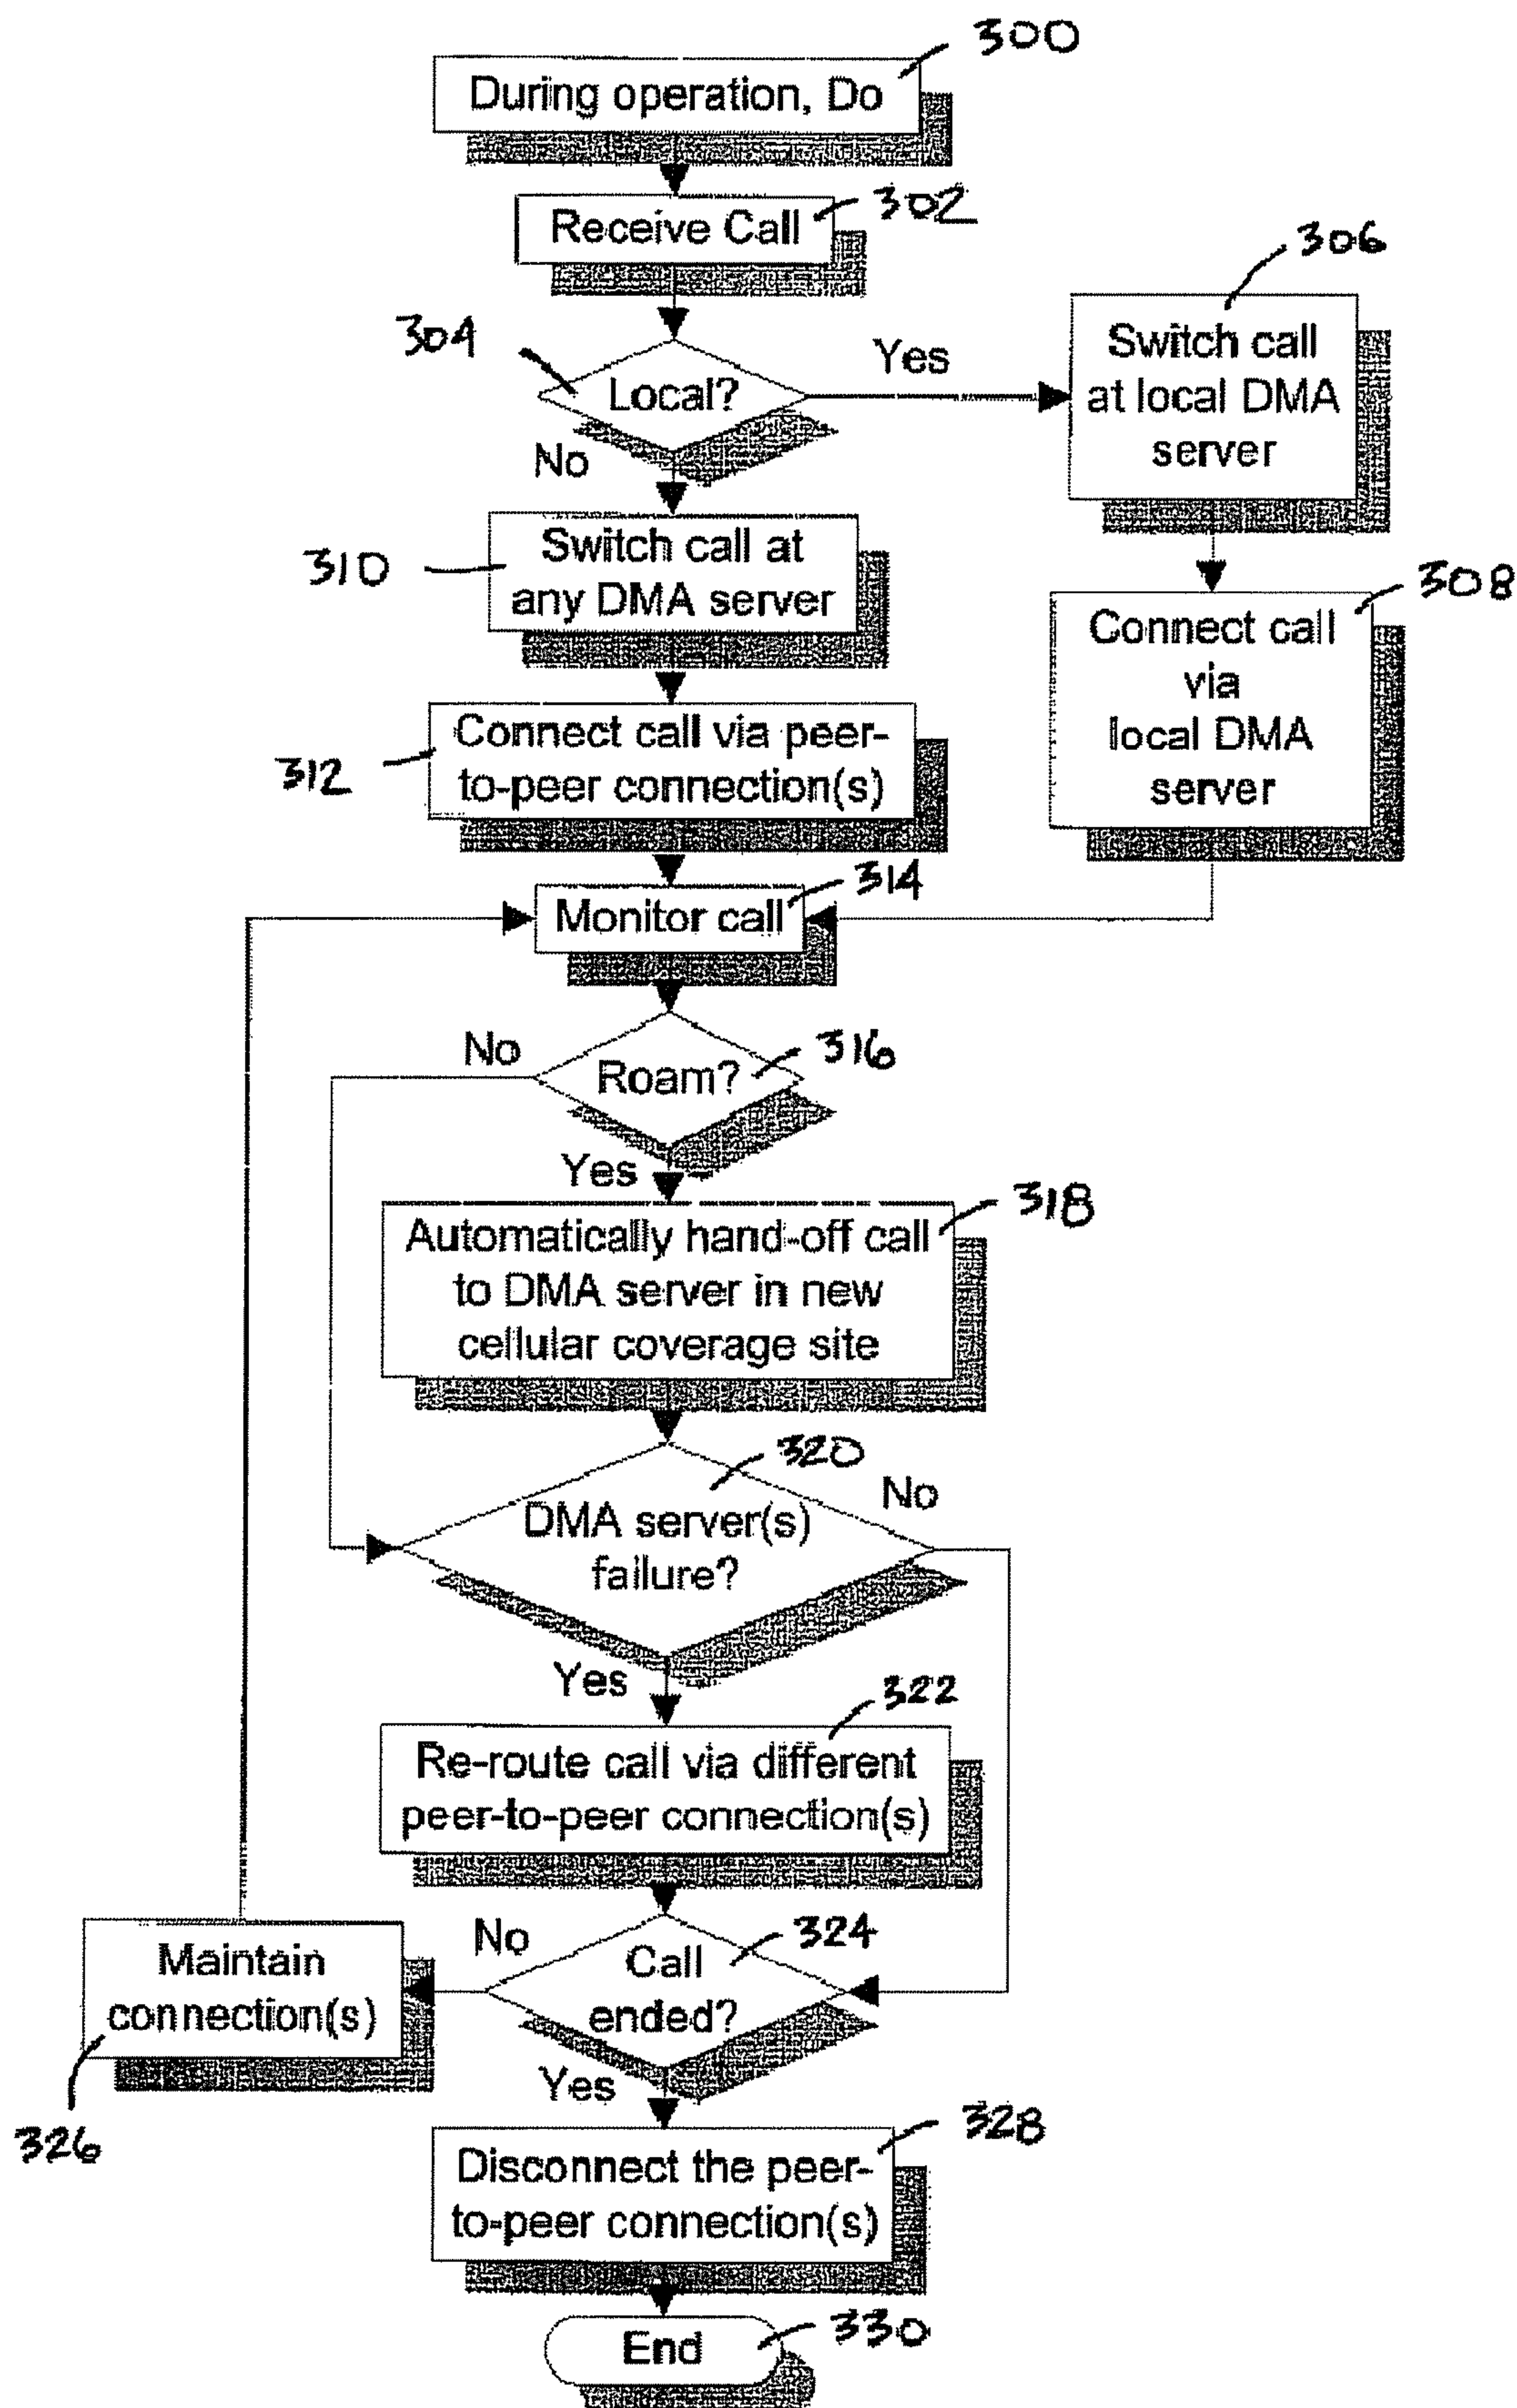 300
During operation, Do
302
Receive Call
306
304
Local?
Yes
No
Switch call
at local DMA
server
310
Switch call at
any DMA server
308
Connect call
via
local DMA
server
312
Connect call via peer-
to-peer connection(s)
314
Monitor call
No
Roam?
316
Yes
318
Automatically hand-off call
to DMA server in new
cellular coverage site
320
DMA server(s)
failure?
No
Yes
322
Re-route call via different
peer-to-peer connection(s)
324
Call
ended?
No
Maintain
connection(s)
326
Yes
328
Disconnect the peer-
to-peer connection(s)
End
330